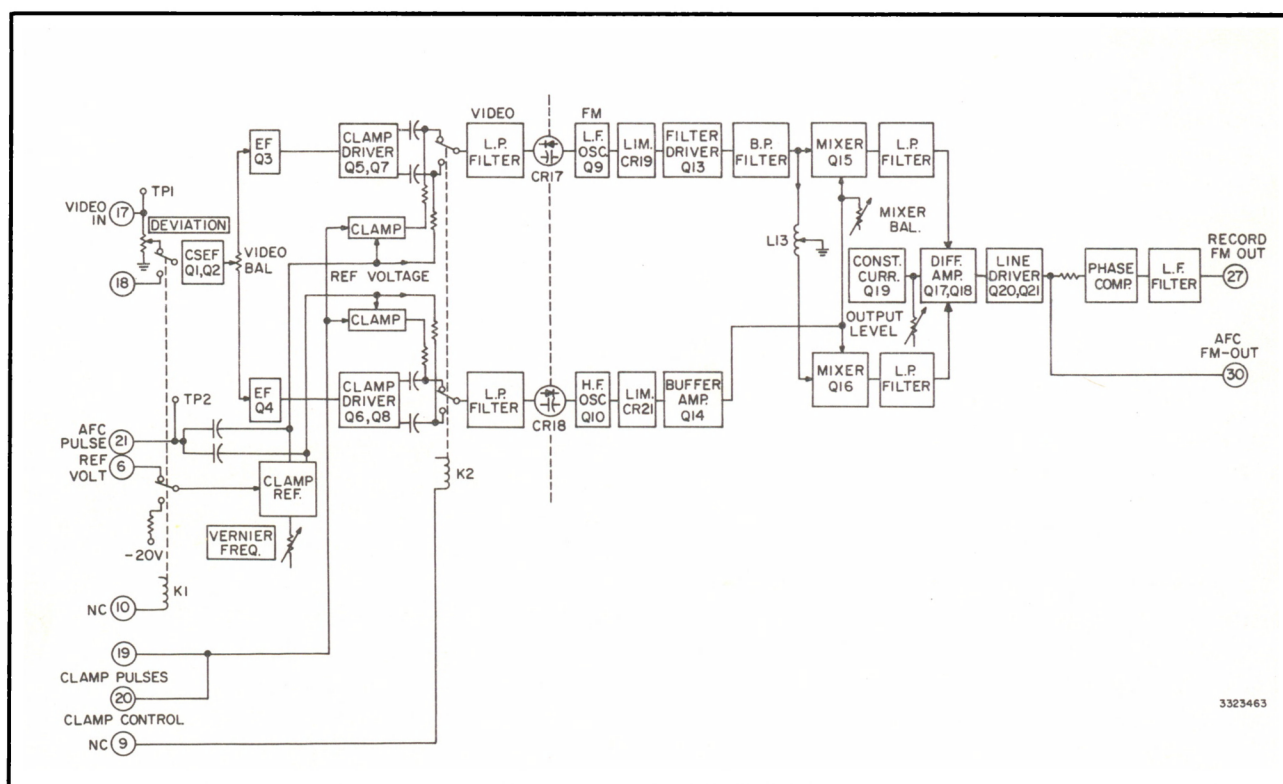 VIDEO
FM
EF
Q3
CLAMP
DRIVER
Q5,Q7
L.P.
FILTER
CR17
L.F.
OSC.
Q9
LIM.
CR19
FILTER
DRIVER
Q13
B.P.
FILTER
MIXER
Q15
L.P.
FILTER
TP1
VIDEO
IN
17
DEVIATION
CSEF
Q1,Q2
VIDEO
BAL
18
CLAMP
REF VOLTAGE
CLAMP
MIXER
BAL.
L13
CONST.
CURR.
Q19
DIFF.
AMP.
Q17,Q18
LINE
DRIVER
Q20,Q21
PHASE
COMP.
L.F.
FILTER
RECORD
FM OUT
27
OUTPUT
LEVEL
EF
Q4
CLAMP
DRIVER
Q6,Q8
L.P.
FILTER
CR18
H.F.
OSC
Q10
LIM.
CR21
BUFFER
AMP.
Q14
MIXER
Q16
L.P.
FILTER
AFC
FM-OUT
30
TP2
AFC
PULSE
21
REF
VOLT
6
CLAMP
REF.
VERNIER
FREQ.
-20V
K1
K2
NC 10
19
CLAMP PULSES
20
CLAMP CONTROL
NC 9
3323463